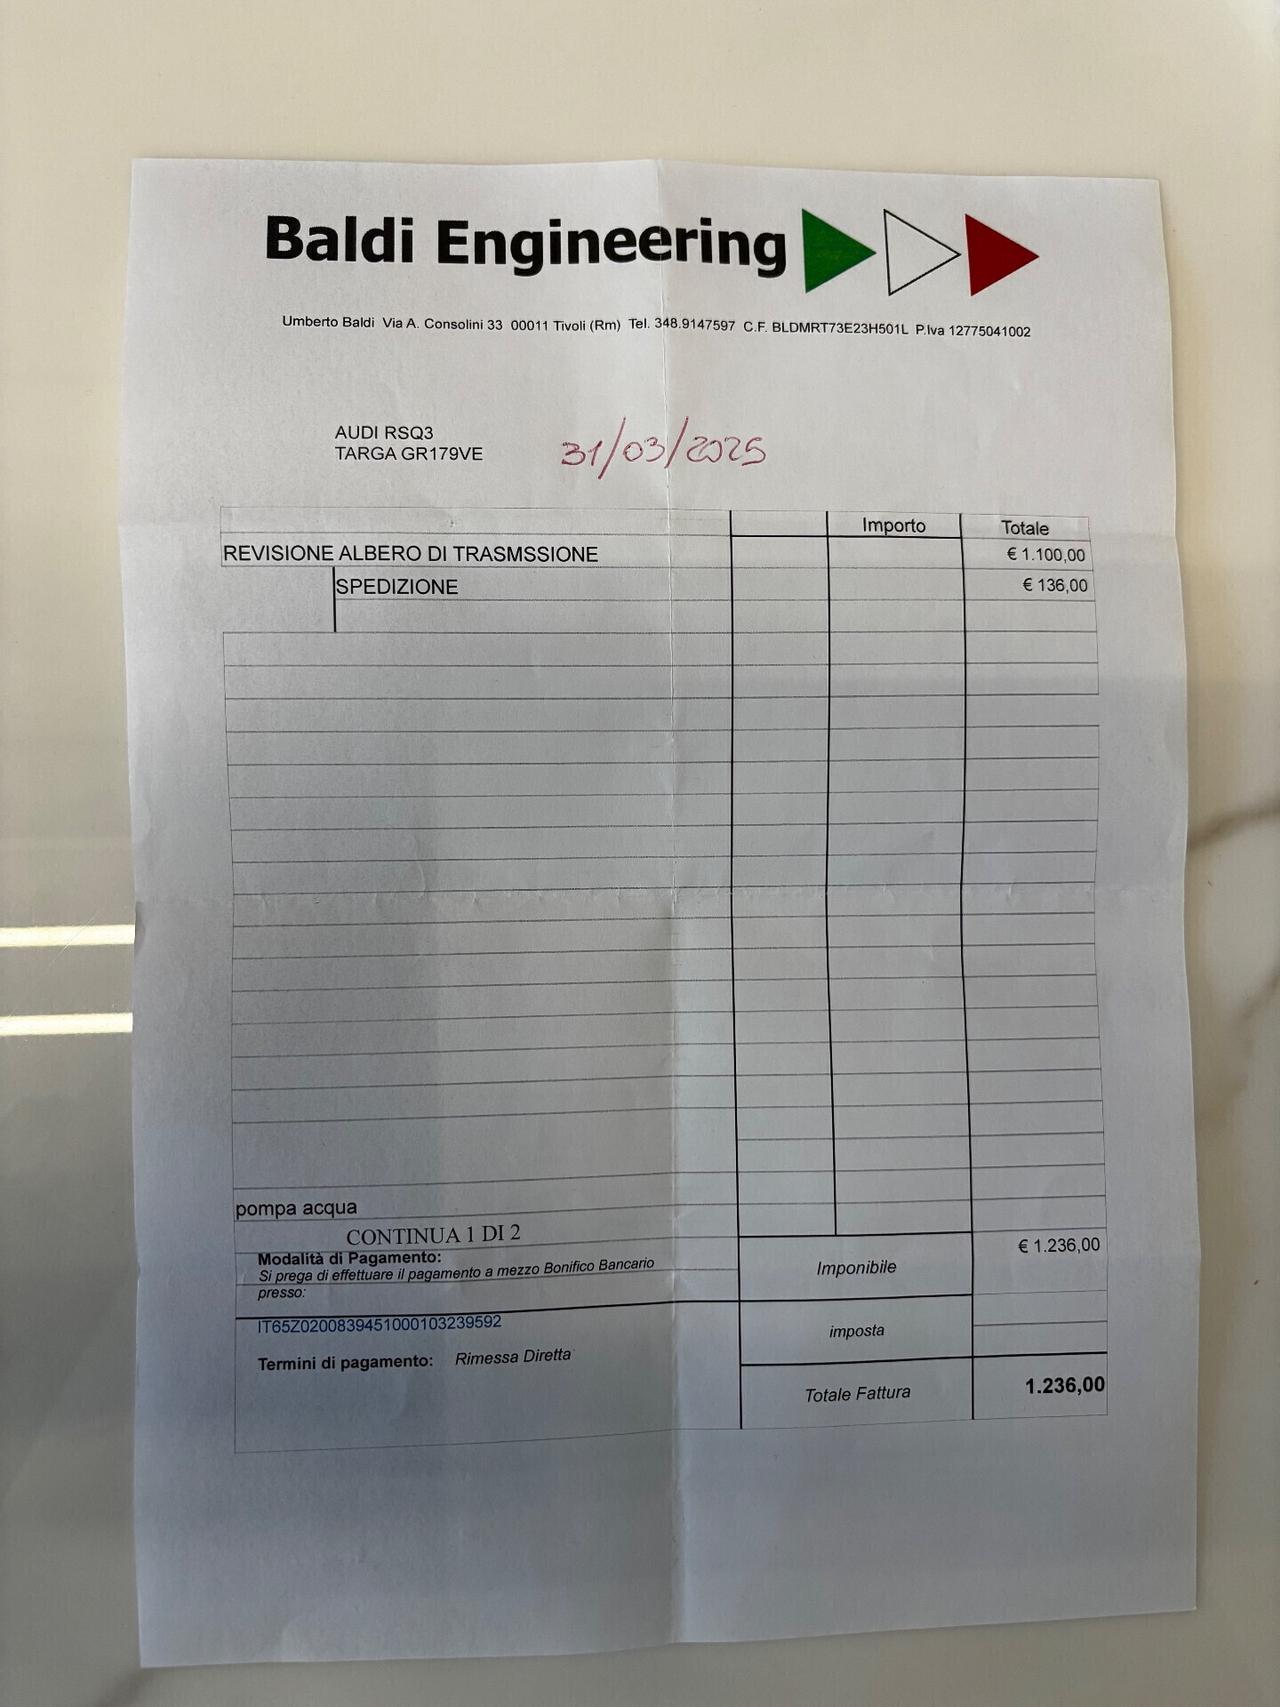 Baldi Engineering
Umberto Baldi Via A. Consolini 33 00011 Tivoli (Rm) Tel. 348.9147597 C.F. BLDMRT73E23H501L P.Iva 12775041002
AUDI RSQ3
TARGA GR179VE
31/03/2025
Importo Totale
REVISIONE ALBERO DI TRASMSSIONE € 1.100,00
SPEDIZIONE € 136,00
pompa acqua
CONTINUA 1 DI 2
Modalità di Pagamento:
Si prega di effettuare il pagamento a mezzo Bonifico Bancario
presso:
IT65Z0200839451000103239592
Termini di pagamento: Rimessa Diretta
Imponibile € 1.236,00
imposta
Totale Fattura 1.236,00